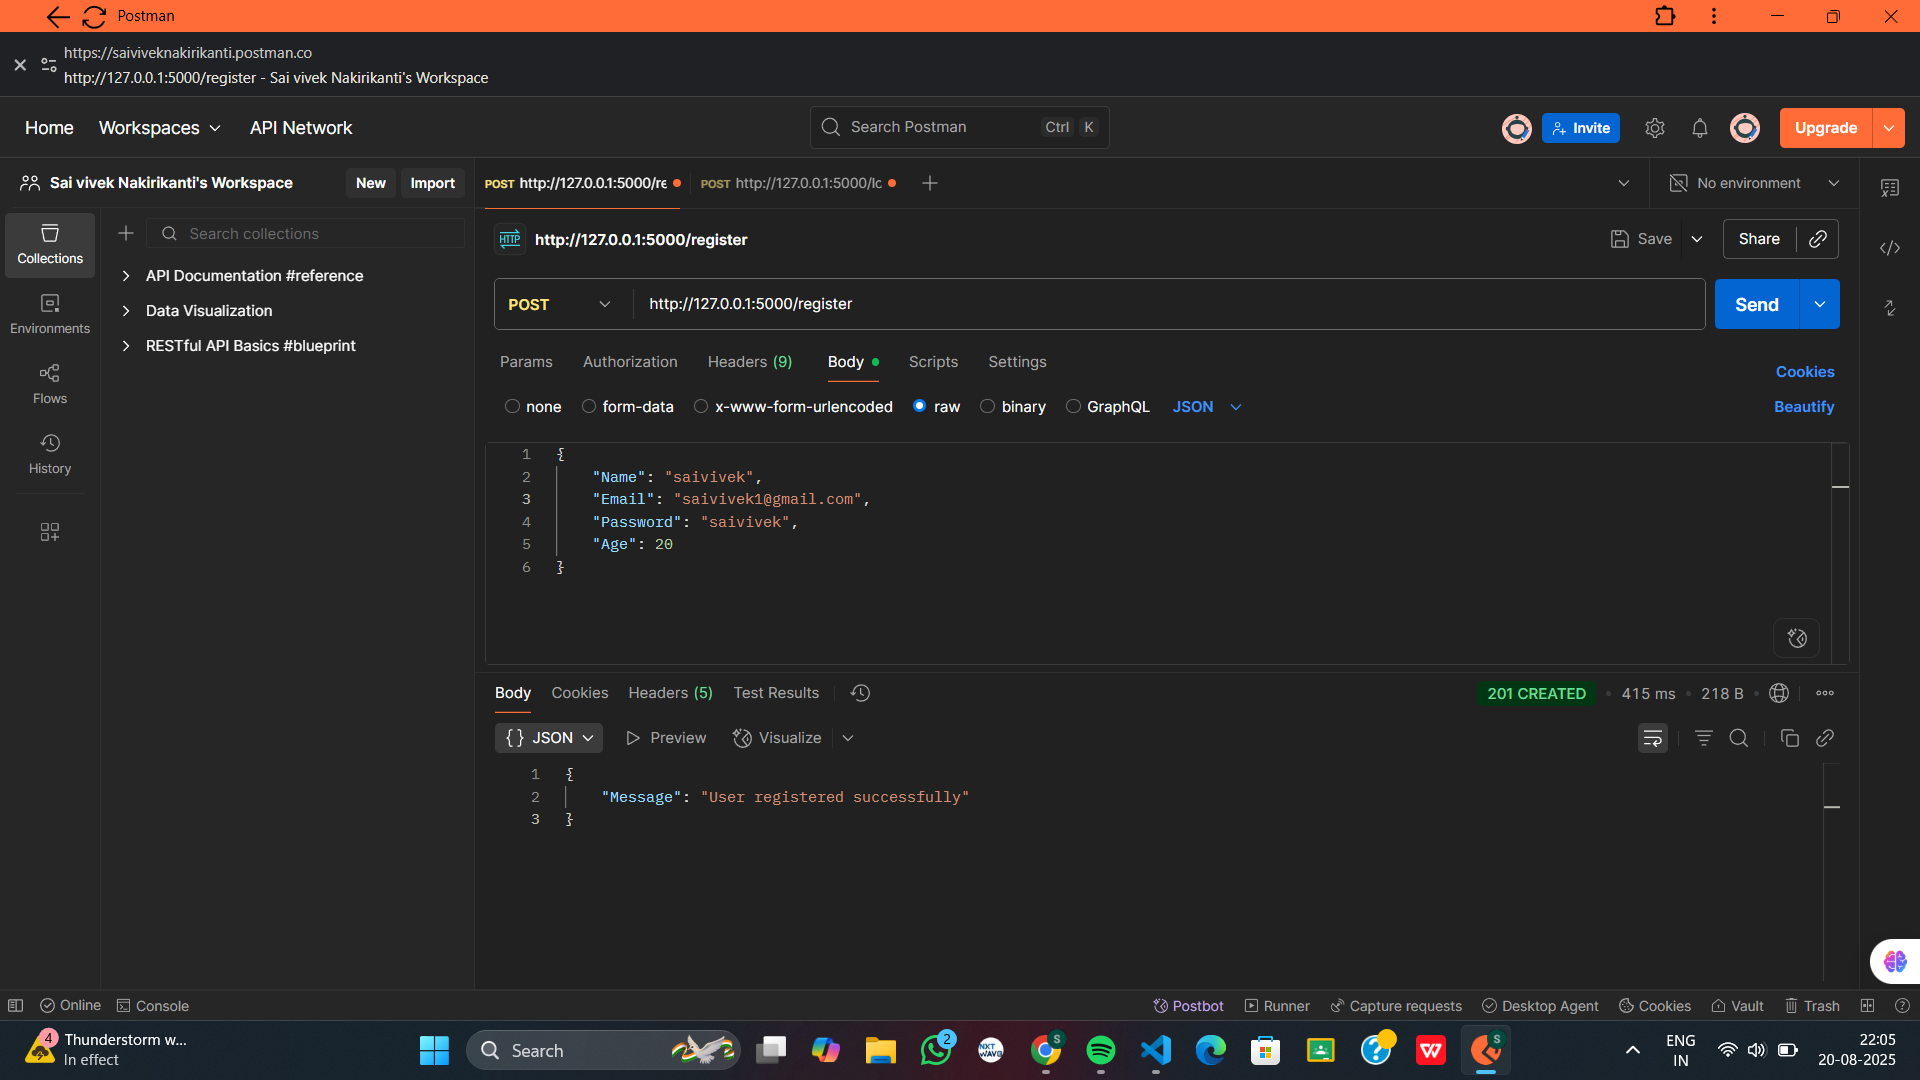 Postman
https://saiviveknakirikanti.postman.co
http://127.0.0.1:5000/register - Sai vivek Nakirikanti's Workspace
Home Workspaces API Network Search Postman Ctrl K Invite Upgrade
Sai vivek Nakirikanti's Workspace New Import POST http://127.0.0.1:5000/re POST http://127.0.0.1:5000/lc No environment
Search collections
HTTP http://127.0.0.1:5000/register Save Share
Collections
API Documentation #reference
Data Visualization
RESTful API Basics #blueprint
Environments
Flows
History
POST http://127.0.0.1:5000/register Send
Params Authorization Headers (9) Body Scripts Settings Cookies
none form-data x-www-form-urlencoded raw binary GraphQL JSON Beautify
1 {
2 "Name": "saivivek",
3 "Email": "saivivek1@gmail.com",
4 "Password": "saivivek",
5 "Age": 20
6 }
Body Cookies Headers (5) Test Results 201 CREATED 415 ms 218 B
{} JSON Preview Visualize
1 {
2 "Message": "User registered successfully"
3 }
Online Console Postbot Runner Capture requests Desktop Agent Cookies Vault Trash
4 Thunderstorm w...
In effect
Search
2
NXT
WAVE
S
S
ENG
IN
22:05
20-08-2025